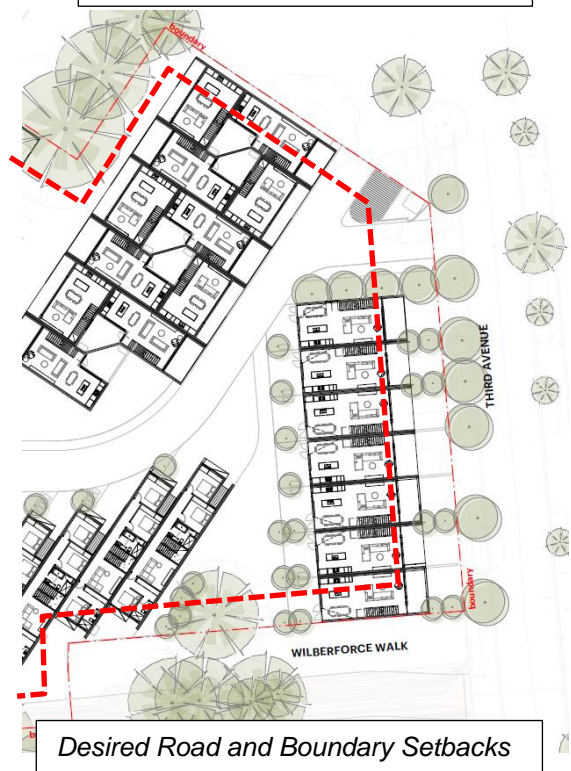 boundary
THIRD AVENUE
boundary
WILBERFORCE WALK
Desired Road and Boundary Setbacks